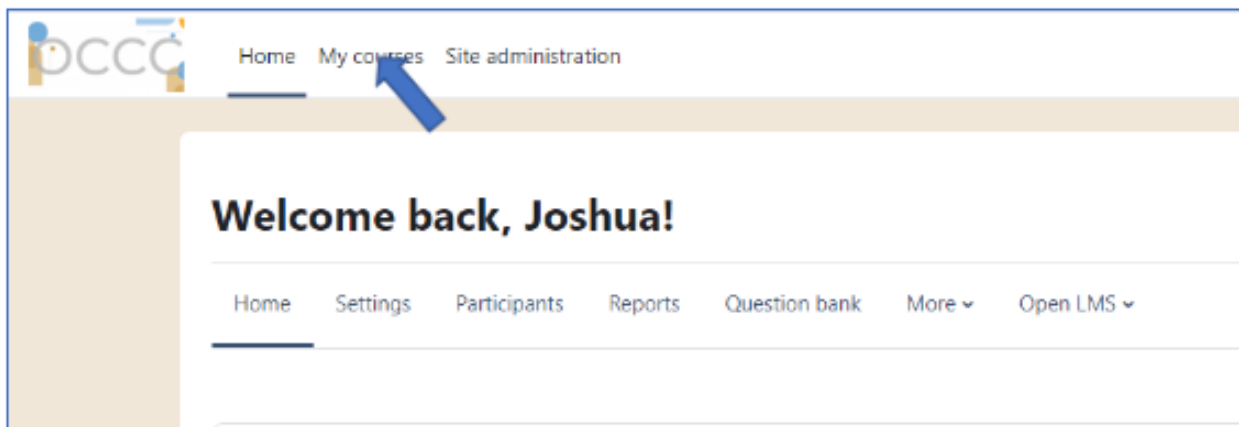 occc
Home My courses Site administration
Welcome back, Joshua!
Home Settings Participants Reports Question bank More Open LMS